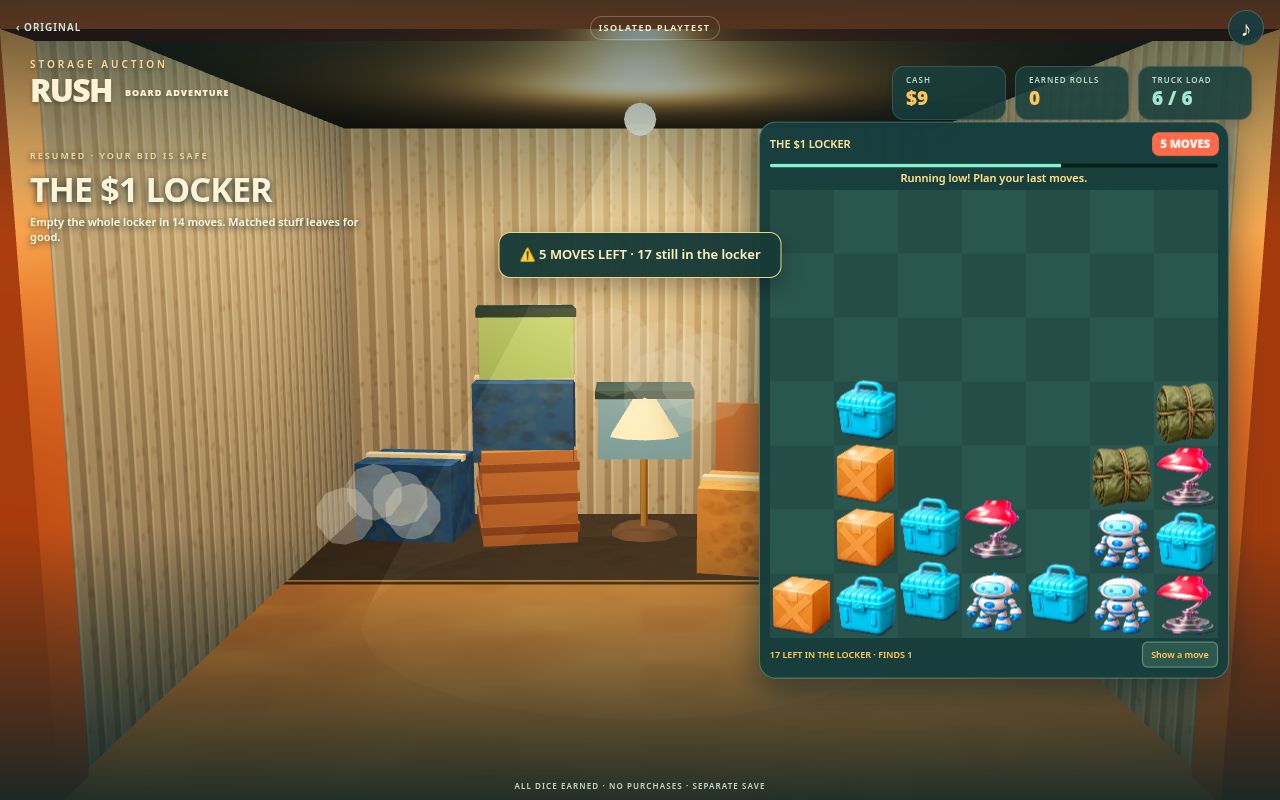 ‹ ORIGINAL
ISOLATED PLAYTEST
♪
STORAGE AUCTION
RUSH BOARD ADVENTURE
CASH
$9
EARNED ROLLS
0
TRUCK LOAD
6 / 6
RESUMED · YOUR BID IS SAFE
THE $1 LOCKER
Empty the whole locker in 14 moves. Matched stuff leaves for
good.
THE $1 LOCKER
5 MOVES
Running low! Plan your last moves.
⚠️ 5 MOVES LEFT · 17 still in the locker
17 LEFT IN THE LOCKER · FINDS 1
Show a move
ALL DICE EARNED · NO PURCHASES · SEPARATE SAVE